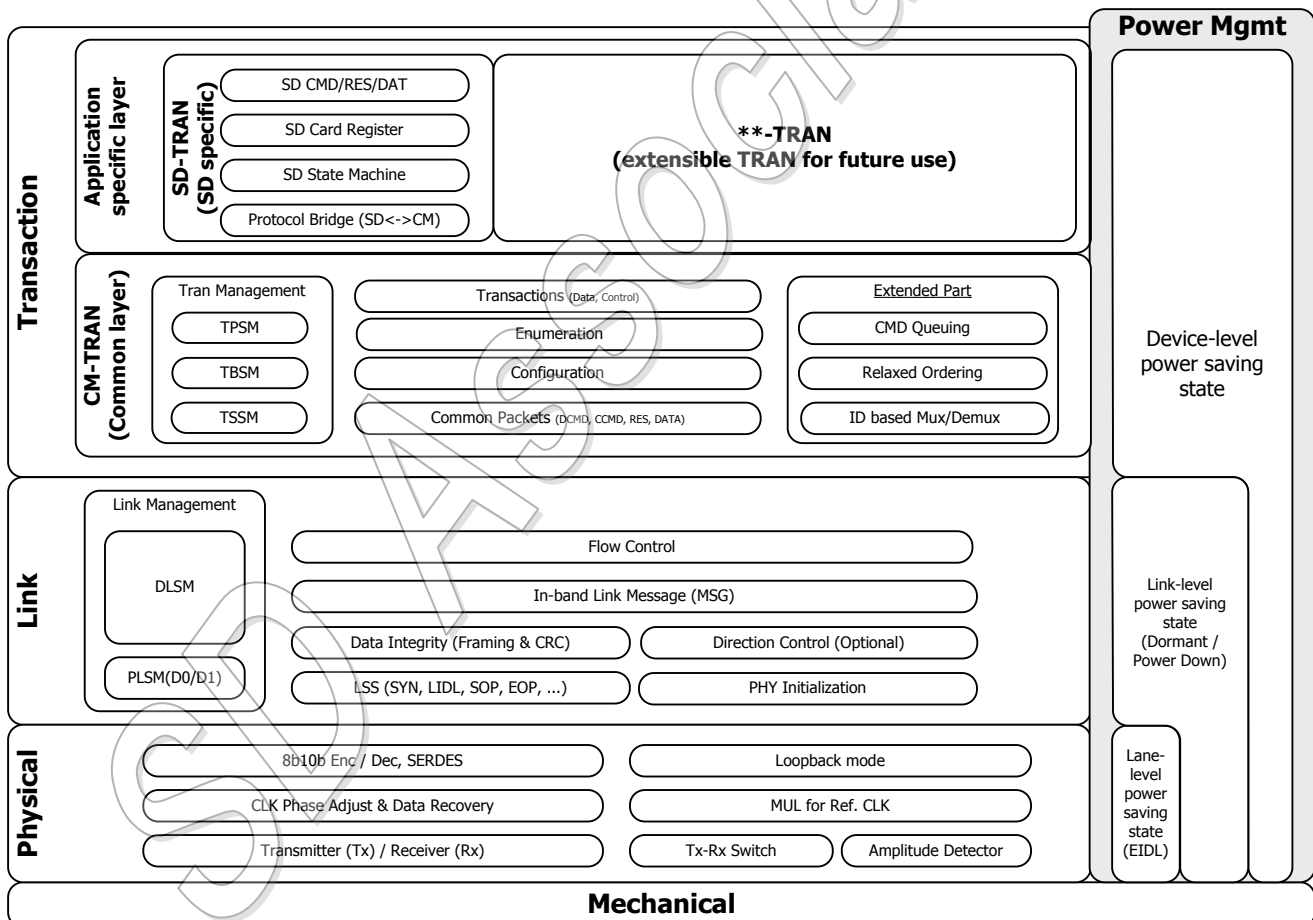 Power Mgmt
Transaction
Application
specific layer
SD-TRAN
(SD specific)
SD CMD/RES/DAT
SD Card Register
SD State Machine
Protocol Bridge (SD<->CM)
**-TRAN
(extensible TRAN for future use)
CM-TRAN
(Common layer)
Tran Management
TPSM
TBSM
TSSM
Transactions (Data, Control)
Enumeration
Configuration
Common Packets (DCMD, CCMD, RES, DATA)
Extended Part
CMD Queuing
Relaxed Ordering
ID based Mux/Demux
Device-level
power saving
state
Link
Link Management
DLSM
PLSM(D0/D1)
Flow Control
In-band Link Message (MSG)
Data Integrity (Framing & CRC)
Direction Control (Optional)
LSS (SYN, LIDL, SOP, EOP, ...)
PHY Initialization
Link-level
power saving
state
(Dormant /
Power Down)
Physical
8b10b Enc / Dec, SERDES
Loopback mode
CLK Phase Adjust & Data Recovery
MUL for Ref. CLK
Transmitter (Tx) / Receiver (Rx)
Tx-Rx Switch
Amplitude Detector
Lane-
level
power
saving
state
(EIDL)
Mechanical